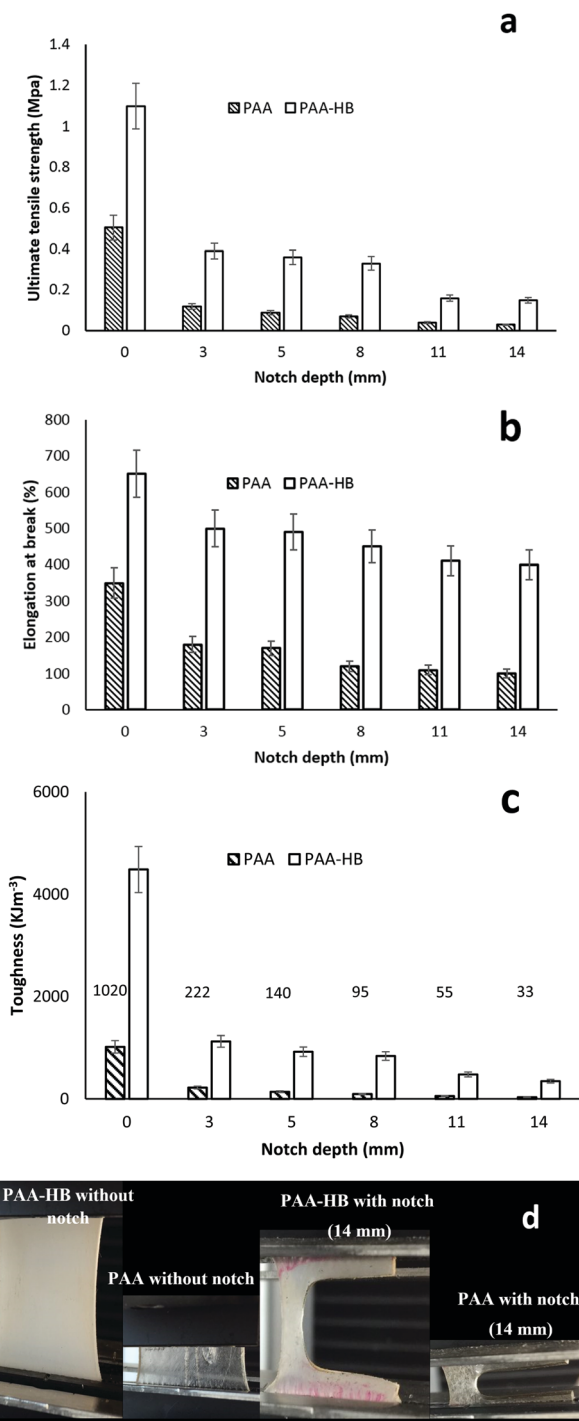 a
1.4
1.2
1
0.8
0.6
0.4
0.2
0
Ultimate tensile strength (Mpa)
PAA PAA-HB
0 3 5 8 11 14
Notch depth (mm)
b
800
700
600
500
400
300
200
100
0
Elongation at break (%)
PAA PAA-HB
0 3 5 8 11 14
Notch depth (mm)
c
6000
4000
2000
0
Toughness (KJm-3)
PAA PAA-HB
1020 222 140 95 55 33
0 3 5 8 11 14
Notch depth (mm)
d
PAA-HB without
notch
PAA without notch
PAA-HB with notch
(14 mm)
PAA with notch
(14 mm)